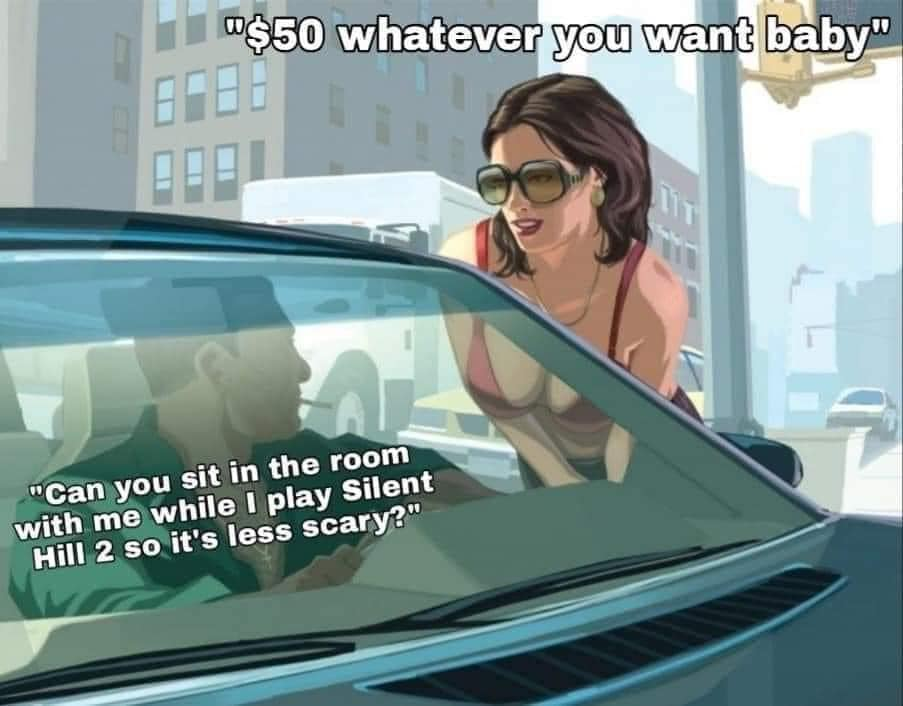 "$50 whatever you want baby"
"Can you sit in the room
with me while I play Silent
Hill 2 so it's less scary?"